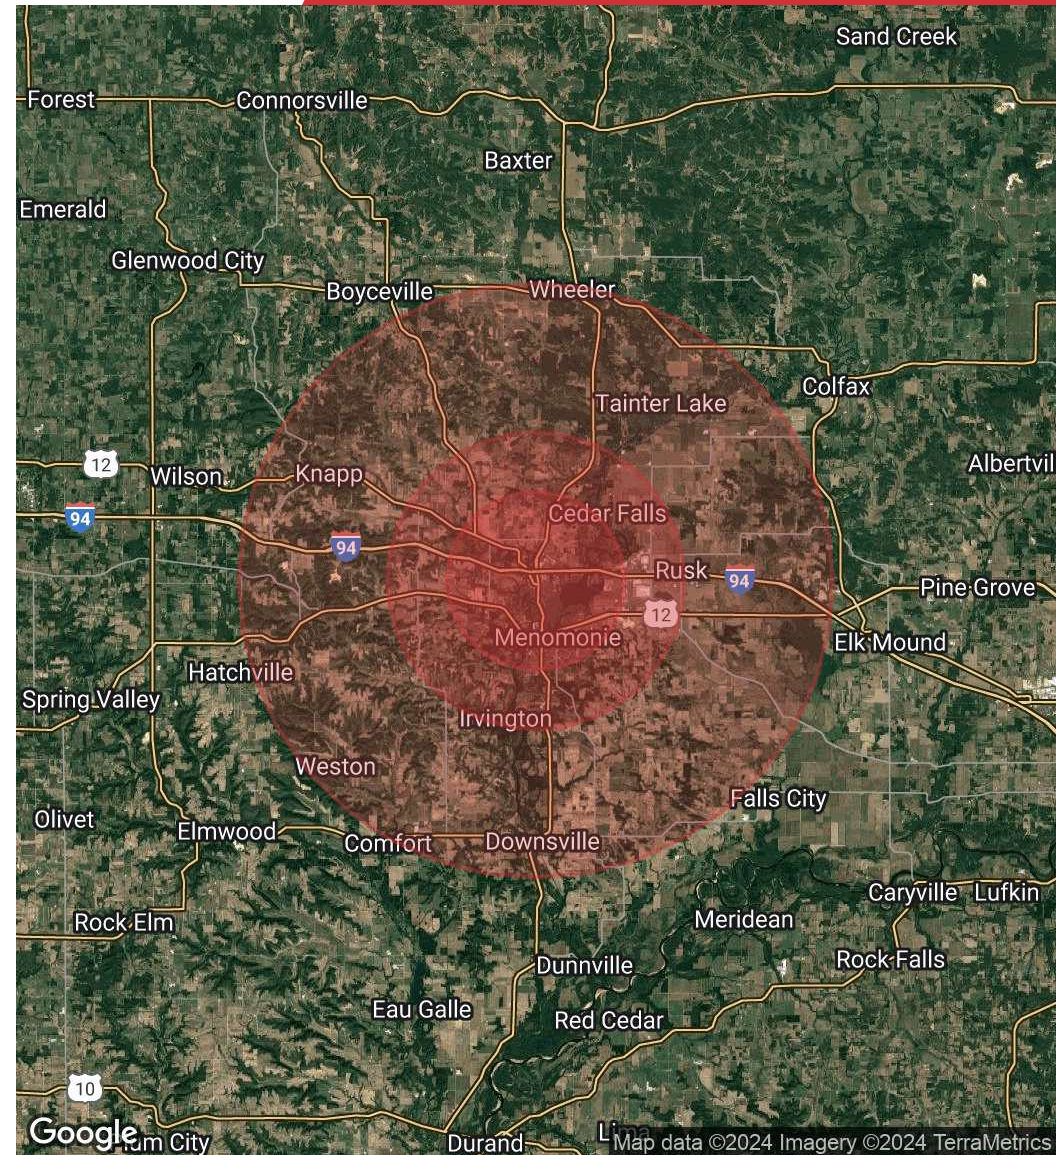 Sand Creek
Forest
Connorsville
Baxter
Emerald
Glenwood City
Boyceville
Wheeler
Colfax
Tainter Lake
12
Wilson
Knapp
Albertvil
94
Cedar Falls
94
Rusk
94
Pine Grove
12
Menomonie
Elk Mound
Hatchville
Spring Valley
Irvington
Weston
Falls City
Olivet
Elmwood
Comfort
Downsville
Caryville
Lufkin
Rock Elm
Meridean
Rock Falls
Dunnville
Eau Galle
Red Cedar
10
Google
um City
Durand
Lima
Map data ©2024 Imagery ©2024 TerraMetrics